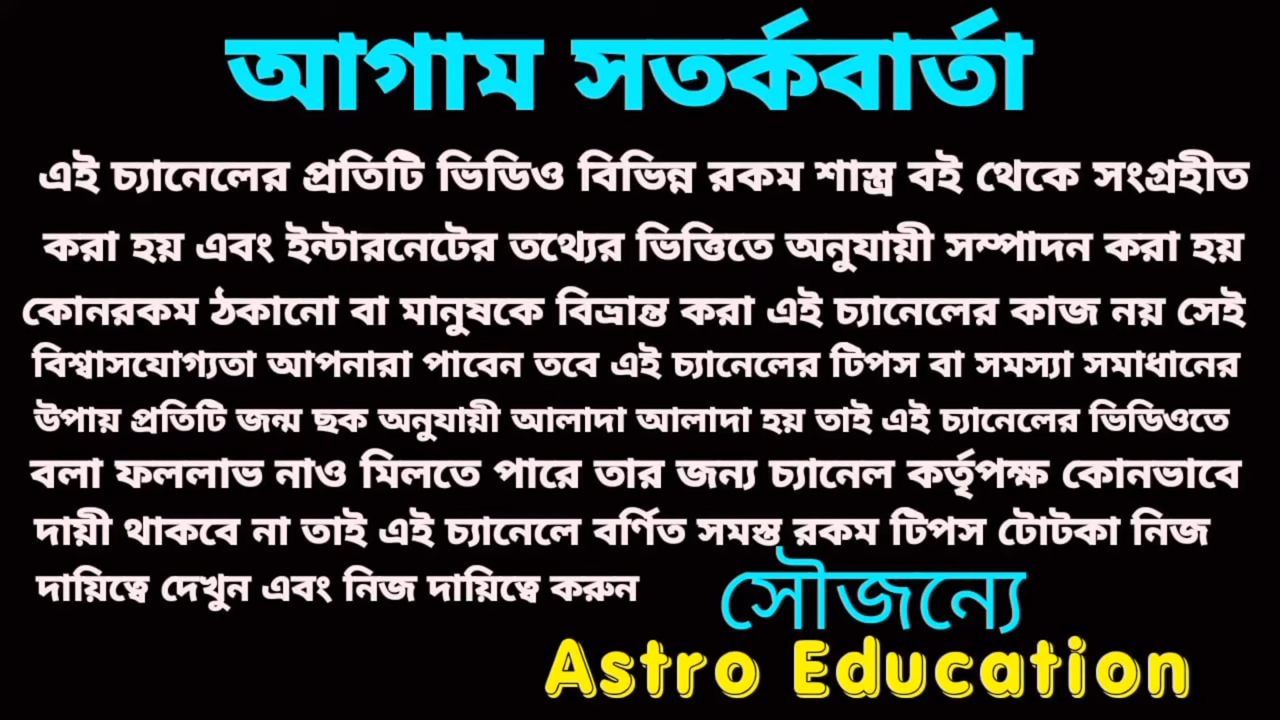 আগাম সতর্কবার্তা
এই চ্যানেলের প্রতিটি ভিডিও বিভিন্ন রকম শাস্ত্র বই থেকে সংগ্রহীত
করা হয় এবং ইন্টারনেটের তথ্যের ভিত্তিতে অনুযায়ী সম্পাদন করা হয়
কোনরকম ঠকানো বা মানুষকে বিভ্রান্ত করা এই চ্যানেলের কাজ নয় সেই
বিশ্বাসযোগ্যতা আপনারা পাবেন তবে এই চ্যানেলের টিপস বা সমস্যা সমাধানের
উপায় প্রতিটি জন্ম ছক অনুযায়ী আলাদা আলাদা হয় তাই এই চ্যানেলের ভিডিওতে
বলা ফললাভ নাও মিলতে পারে তার জন্য চ্যানেল কর্তৃপক্ষ কোনভাবে
দায়ী থাকবে না তাই এই চ্যানেলে বর্ণিত সমস্ত রকম টিপস টোটকা নিজ
দায়িত্বে দেখুন এবং নিজ দায়িত্বে করুন
সৌজন্যে
Astro Education